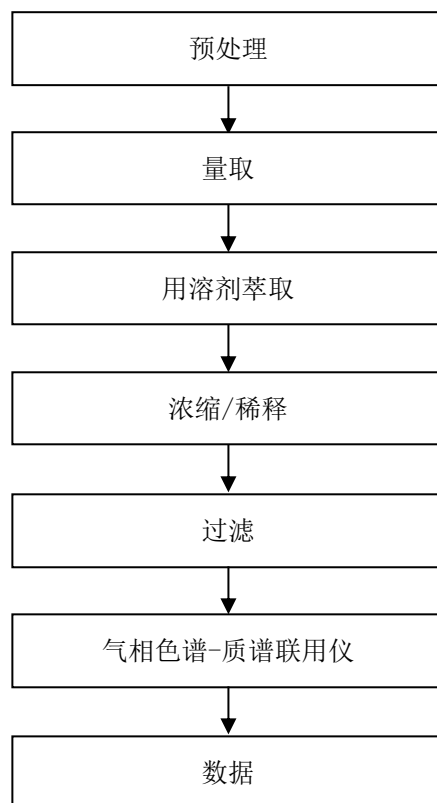 预处理
量取
用溶剂萃取
浓缩/稀释
过滤
气相色谱-质谱联用仪
数据